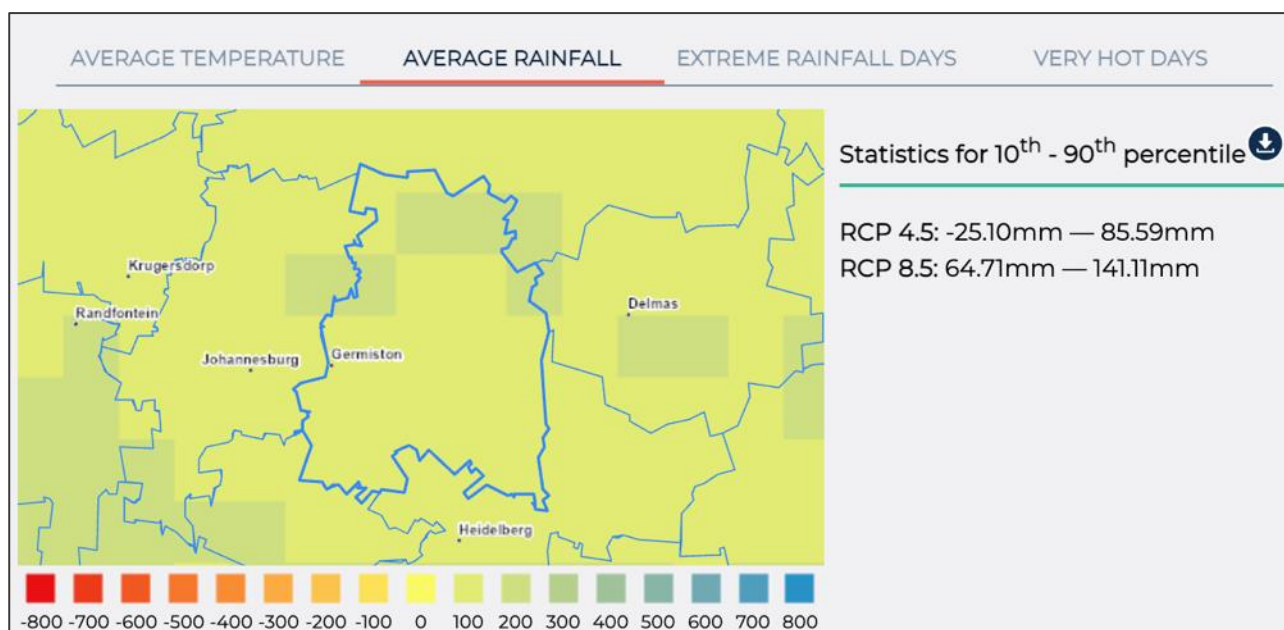 AVERAGE TEMPERATURE AVERAGE RAINFALL EXTREME RAINFALL DAYS VERY HOT DAYS
Statistics for 10th - 90th percentile
RCP 4.5: -25.10mm — 85.59mm
RCP 8.5: 64.71mm — 141.11mm
Krugersdorp
Randfontein
Delmas
Johannesburg Germiston
Heidelberg
-800 -700 -600 -500 -400 -300 -200 -100 0 100 200 300 400 500 600 700 800